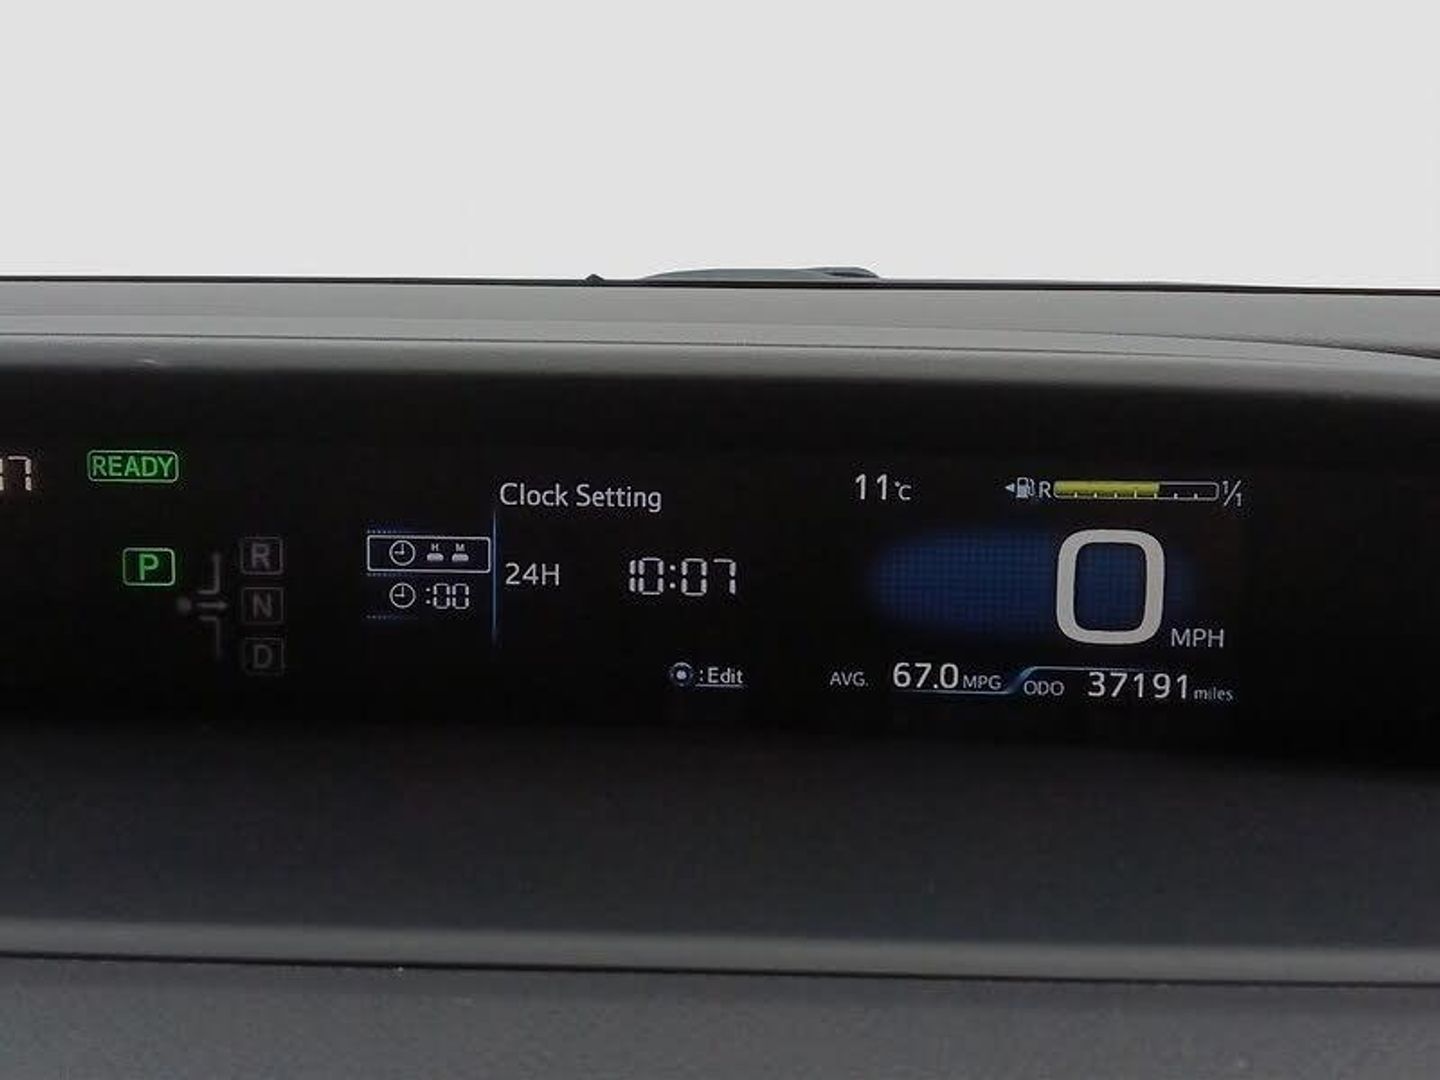 READY
P
R
N
D
Clock Setting
H M
:00
24H
10:07
:Edit
11°C
R 1/1
0 MPH
AVG. 67.0 MPG
ODO 37191 miles